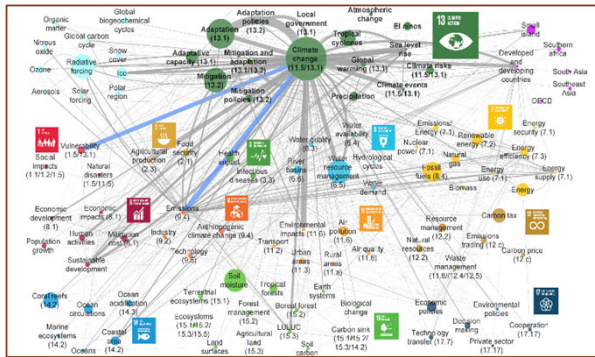 Organic matter
Global biogeochemical cycles
Adaptation policies (13.2)
Local government (13.1)
Atmospheric change
El ninos
13 CLIMATE ACTION
Small island
Adaptation (13.1)
Tropical cyclones
Sea level rise (13.1)
Nitrous oxide
Global carbon cycle
Snow cover
Adaptive capacity (13.1)
Mitigation and adaptation (13.1/13.2)
Climate change (11.5/13.1)
Southern africa
Ozone
Radiative forcing
Ice
Global warming (13.1)
Climate risks (11.5/13.1)
Developed and developing countries
South Asia
Southeast Asia
Aerosols
Solar forcing
Polar region
Mitigation (13.2)
Mitigation policies (13.2)
Climate events (11.5/13.1)
OECD
Precipitation
Vulnerability (1.5/13.1)
Social impacts (1.1/1.2/1.5)
Natural disasters (1.5/11.5)
Agricultural production (2.3)
Food security (2.1)
Health impact
Infectious diseases (3.3)
Water quality (6.3)
Water availability (6.4)
River basins (6.6)
Water resource management (6.5)
Hydrological cycles
Water demand
Emissions/Energy (7.1)
Nuclear power (7.1)
Renewable energy (7.2)
Natural gas
Fossil fuels (8.4)
Energy security (7.1)
Energy efficiency (7.3)
Energy use (7.1)
Energy supply (7.1)
Biomass
Energy
Economic development (8.1)
Economic impacts (8.1)
Emissions (9.4)
Population growth
Human activities
Mitigation cost (8.1)
Industry (9.2)
Anthropogenic climate change (9.4)
Technology (9.5)
Sustainable development
Transport (11.2)
Environmental impacts (11.6)
Urban areas (11.3)
Rural areas (11.a)
Air pollution (11.6)
Air quality (11.6)
Resource management (12.2)
Natural resources (12.2)
Waste management (11.6/12.4/12.5)
Carbon tax
Emissions trading (12.c)
Carbon price (12.c)
Coral reefs (14.2)
Ocean circulations
Ocean acidification (14.3)
Marine ecosystems (14.2)
Coastal area (14.2)
Oceans
Soil moisture
Terrestrial ecosystems (15.1)
Tropical forests
Earth systems
Forest management (15.2)
Boreal forest (15.2)
Ecosystems (15.1/15.2/15.3/15.5)
Land surfaces
Agricultural land (15.3)
LULUC (15.3)
Soil carbon
Biological change
Carbon sink (15.1/15.2/15.3/14.2)
Economic policies
Environmental policies
Decision making
Technology transfer (17.7)
Cooperation (17.17)
Private sector (17.17)